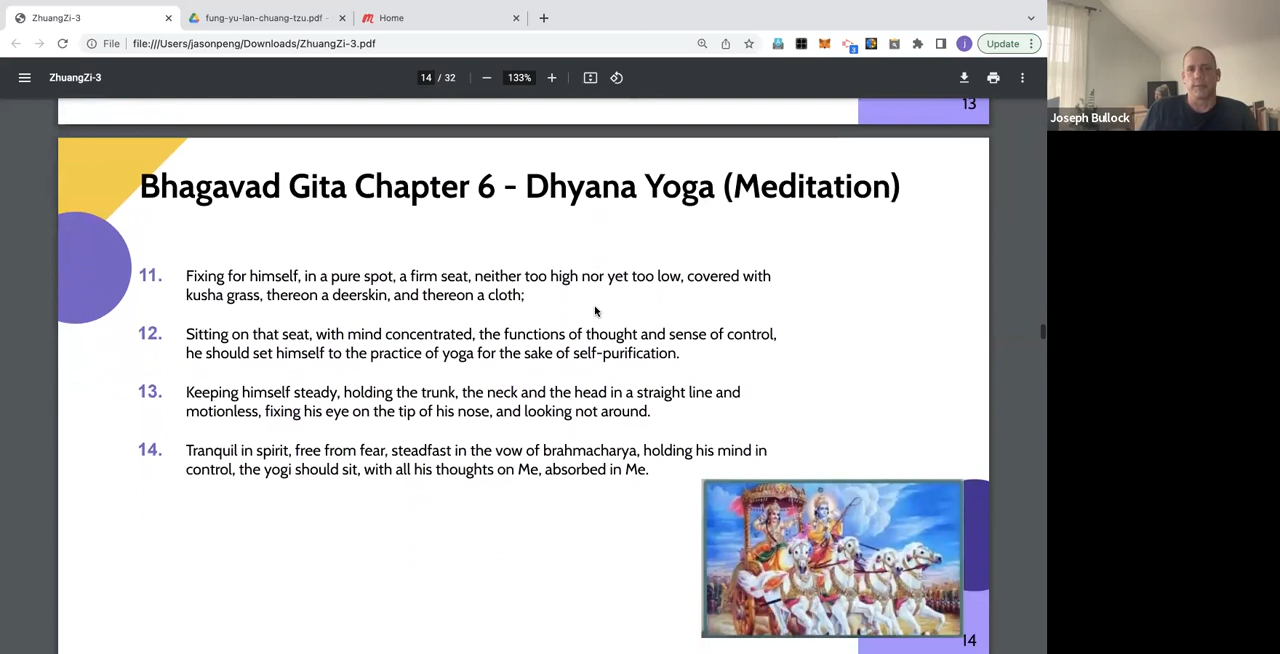 ZhuangZi-3
fung-yu-lan-chuang-tzu.pdf -
Home
File
file:///Users/jasonpeng/Downloads/ZhuangZi-3.pdf
3
j
Update
ZhuangZi-3
14 / 32
133%
Joseph Bullock
13
Bhagavad Gita Chapter 6 - Dhyana Yoga (Meditation)
11. Fixing for himself, in a pure spot, a firm seat, neither too high nor yet too low, covered with
kusha grass, thereon a deerskin, and thereon a cloth;
12. Sitting on that seat, with mind concentrated, the functions of thought and sense of control,
he should set himself to the practice of yoga for the sake of self-purification.
13. Keeping himself steady, holding the trunk, the neck and the head in a straight line and
motionless, fixing his eye on the tip of his nose, and looking not around.
14. Tranquil in spirit, free from fear, steadfast in the vow of brahmacharya, holding his mind in
control, the yogi should sit, with all his thoughts on Me, absorbed in Me.
14